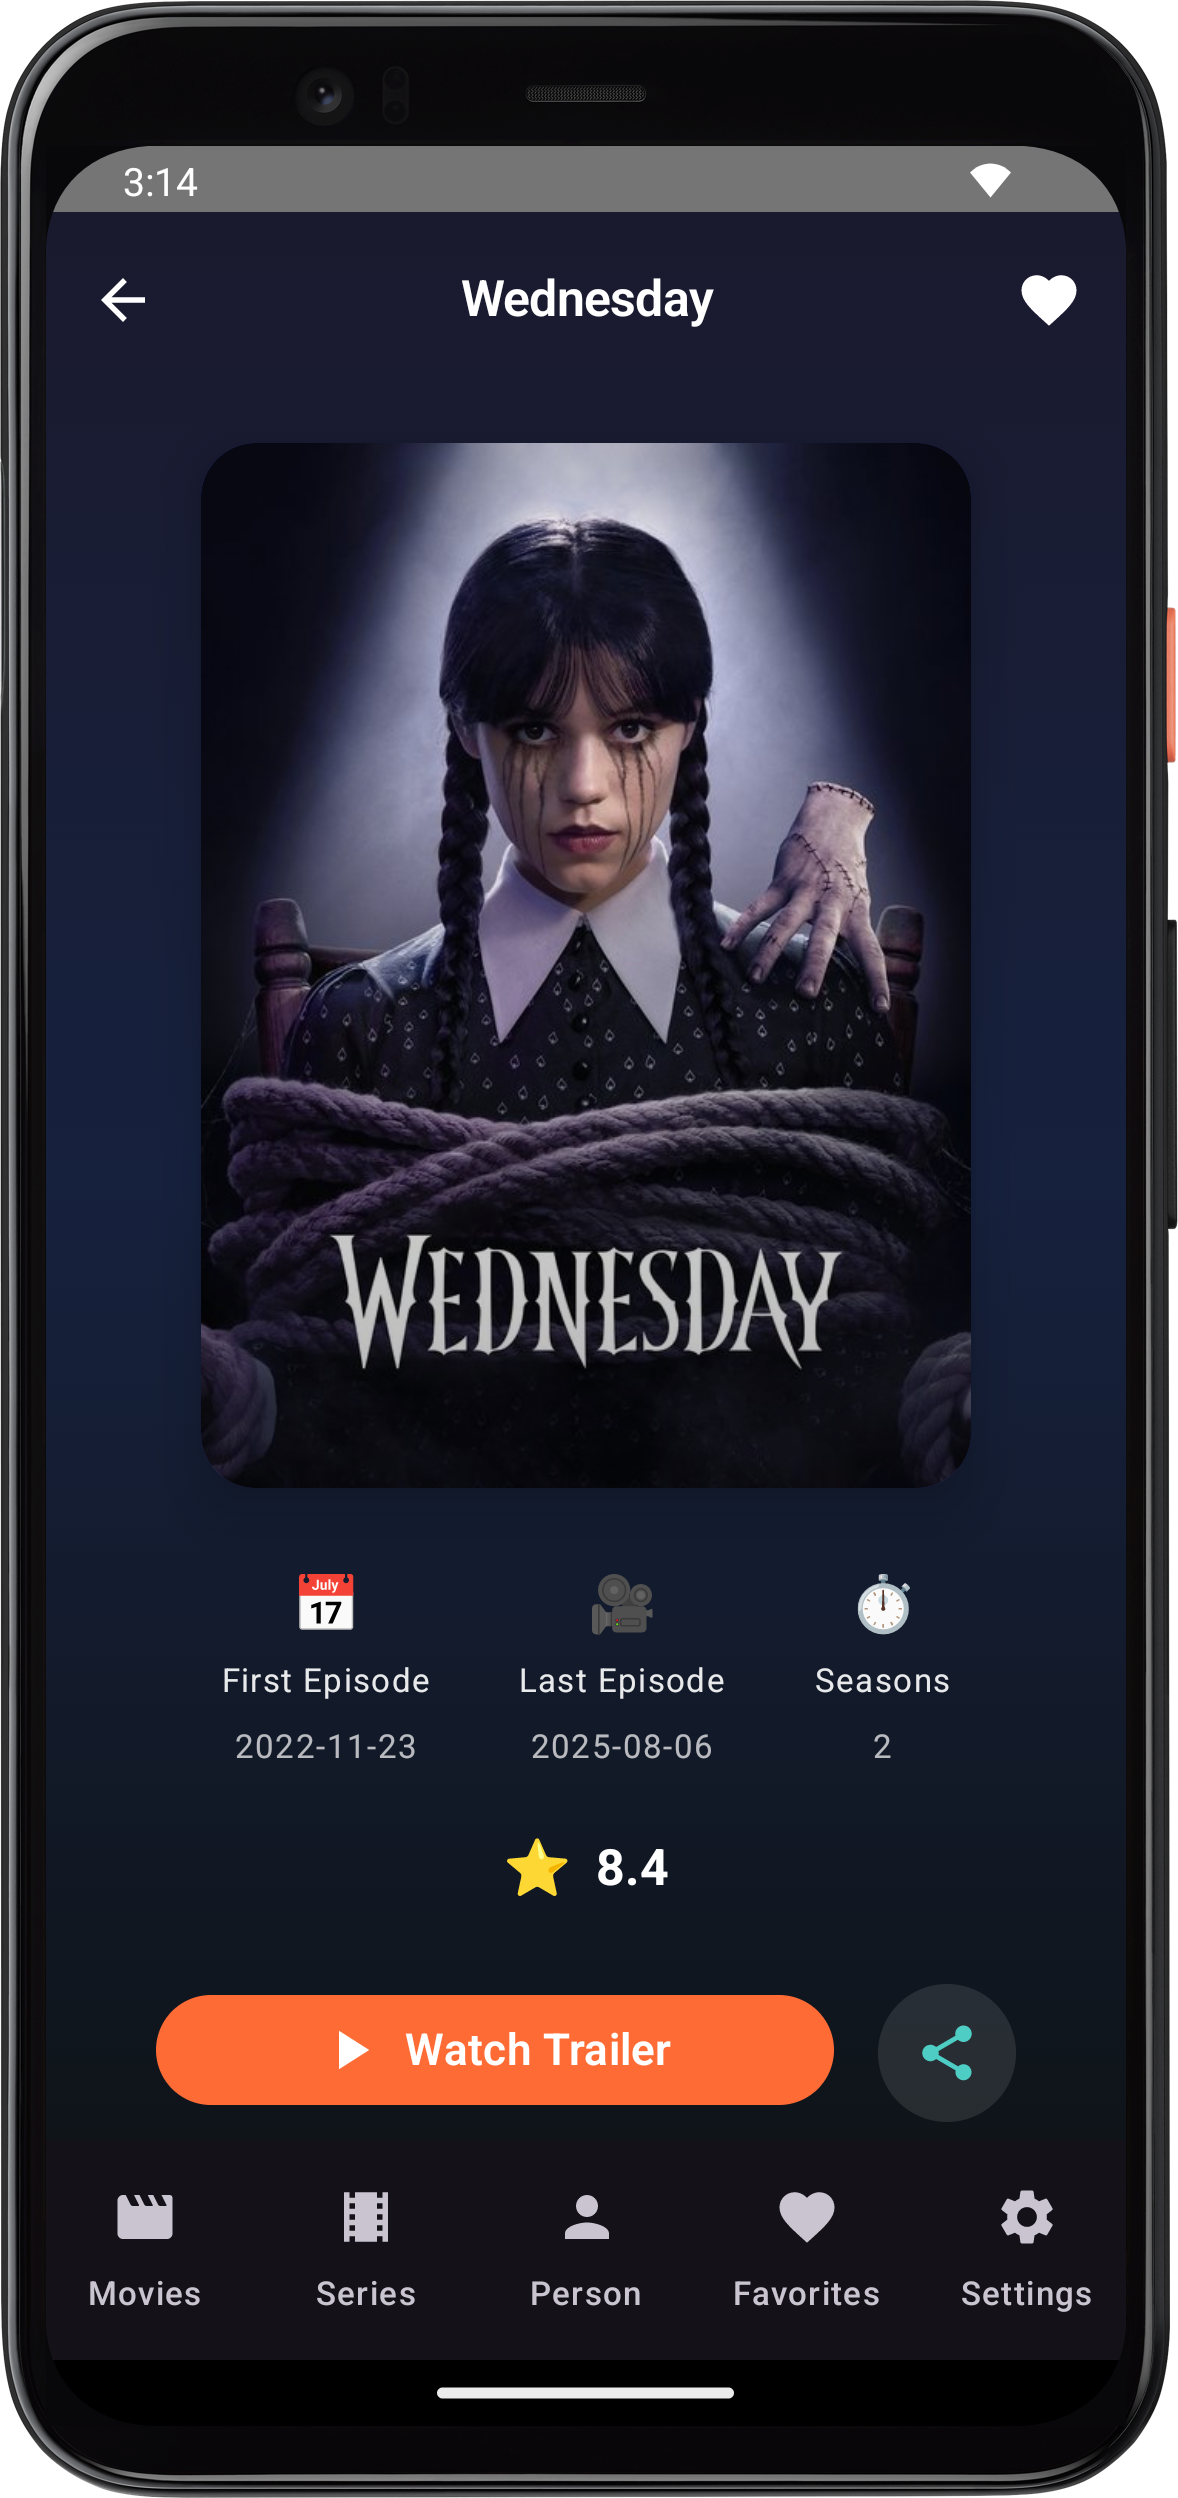 3:14
Wednesday
WEDNESDAY
July
17
First Episode
Last Episode
Seasons
2022-11-23
2025-08-06
2
8.4
Watch Trailer
Movies
Series
Person
Favorites
Settings